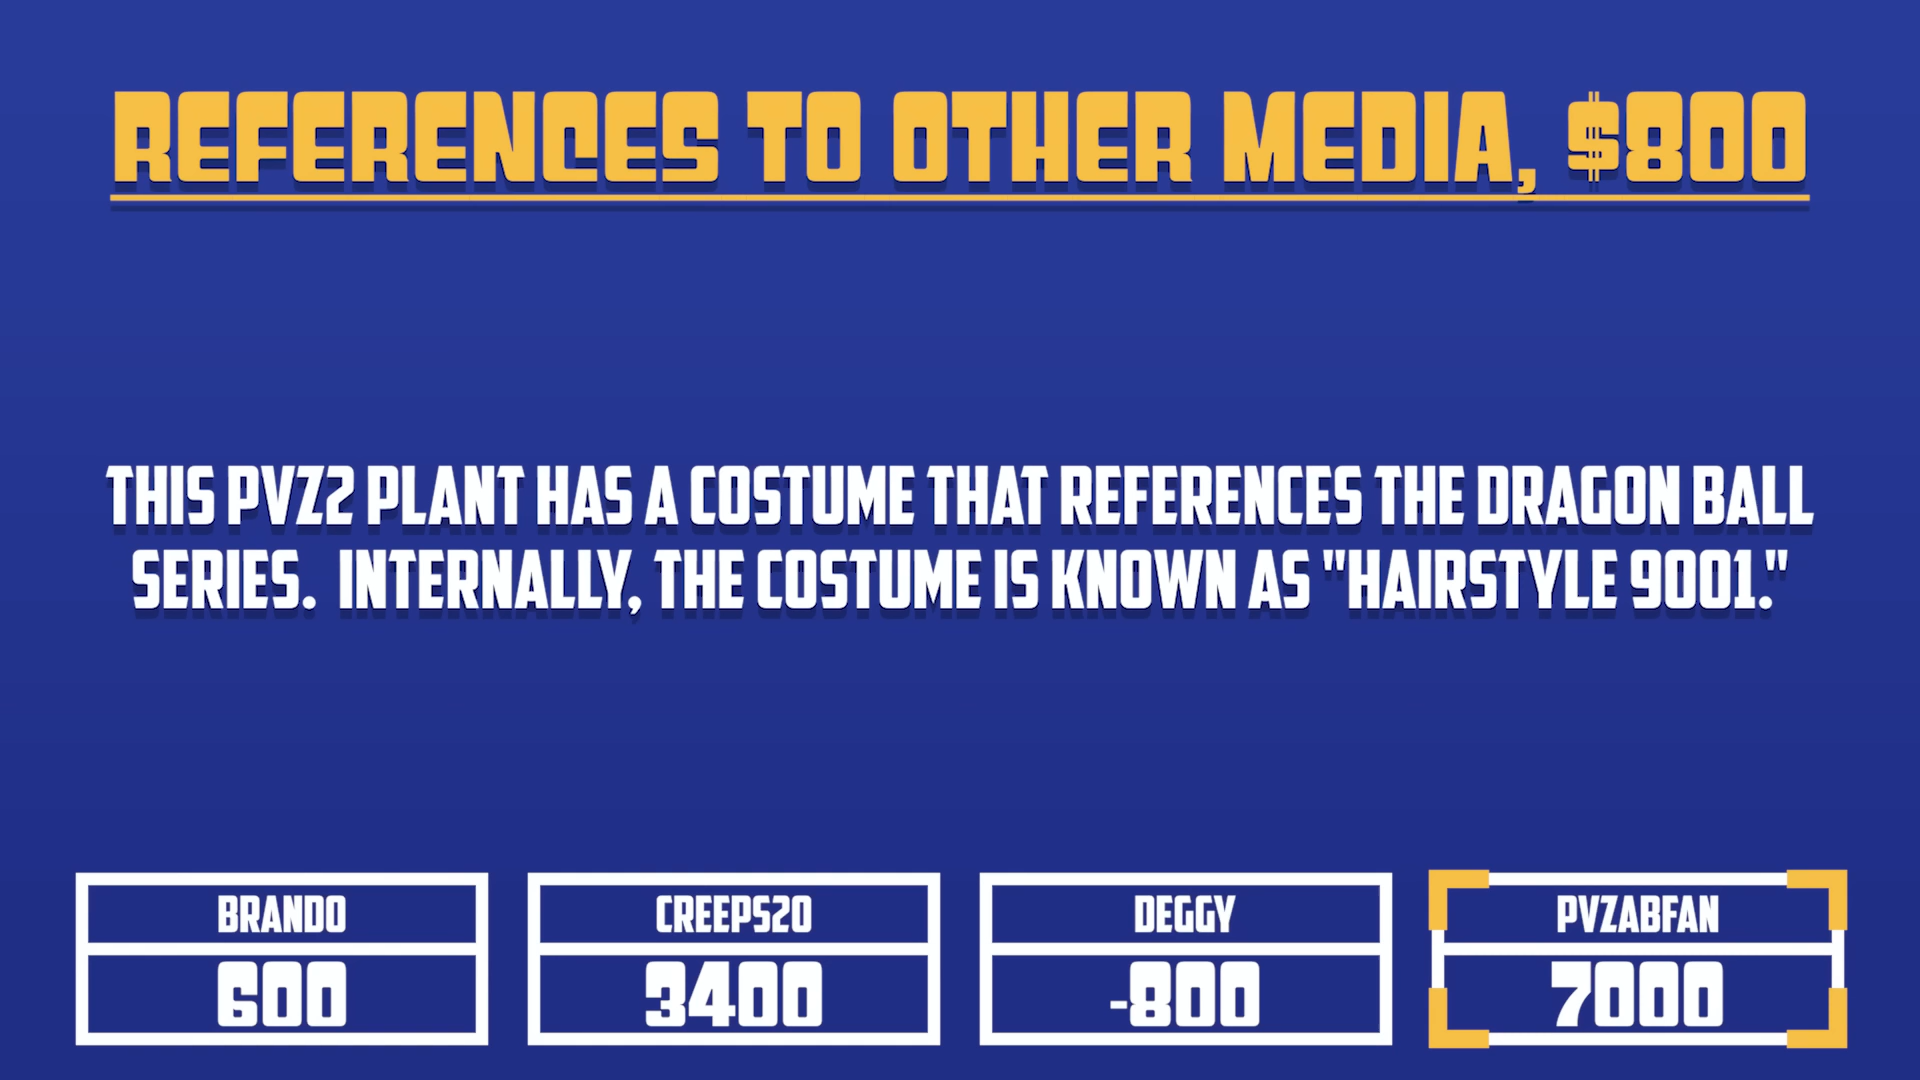 REFERENCES TO OTHER MEDIA, $800
THIS PVZ2 PLANT HAS A COSTUME THAT REFERENCES THE DRAGON BALL
SERIES. INTERNALLY, THE COSTUME IS KNOWN AS "HAIRSTYLE 9001."
BRANDO
600
CREEPS20
3400
DEGGY
-800
PVZABFAN
7000